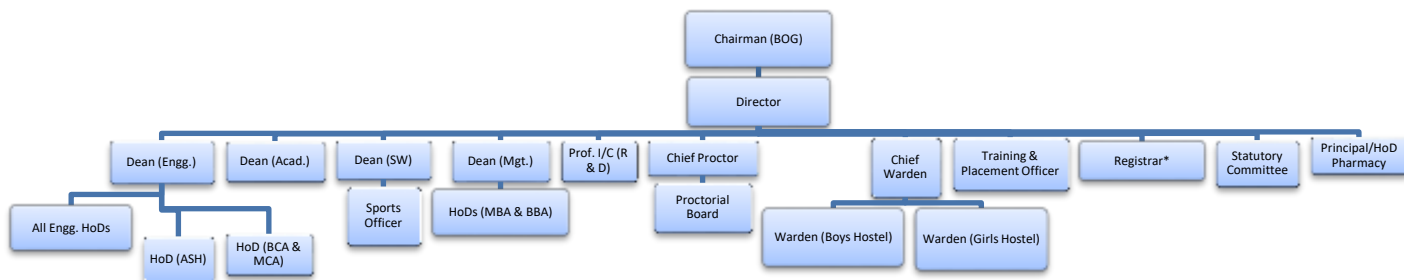 Chairman (BOG)
Director
Dean (Engg.)
Dean (Acad.)
Dean (SW)
Dean (Mgt.)
Prof. I/C (R
& D)
Chief Proctor
Chief
Warden
Training &
Placement Officer
Registrar*
Statutory
Committee
Principal/HoD
Pharmacy
All Engg. HoDs
HoD (ASH)
HoD (BCA &
MCA)
Sports
Officer
HoDs (MBA & BBA)
Proctorial
Board
Warden (Boys Hostel)
Warden (Girls Hostel)